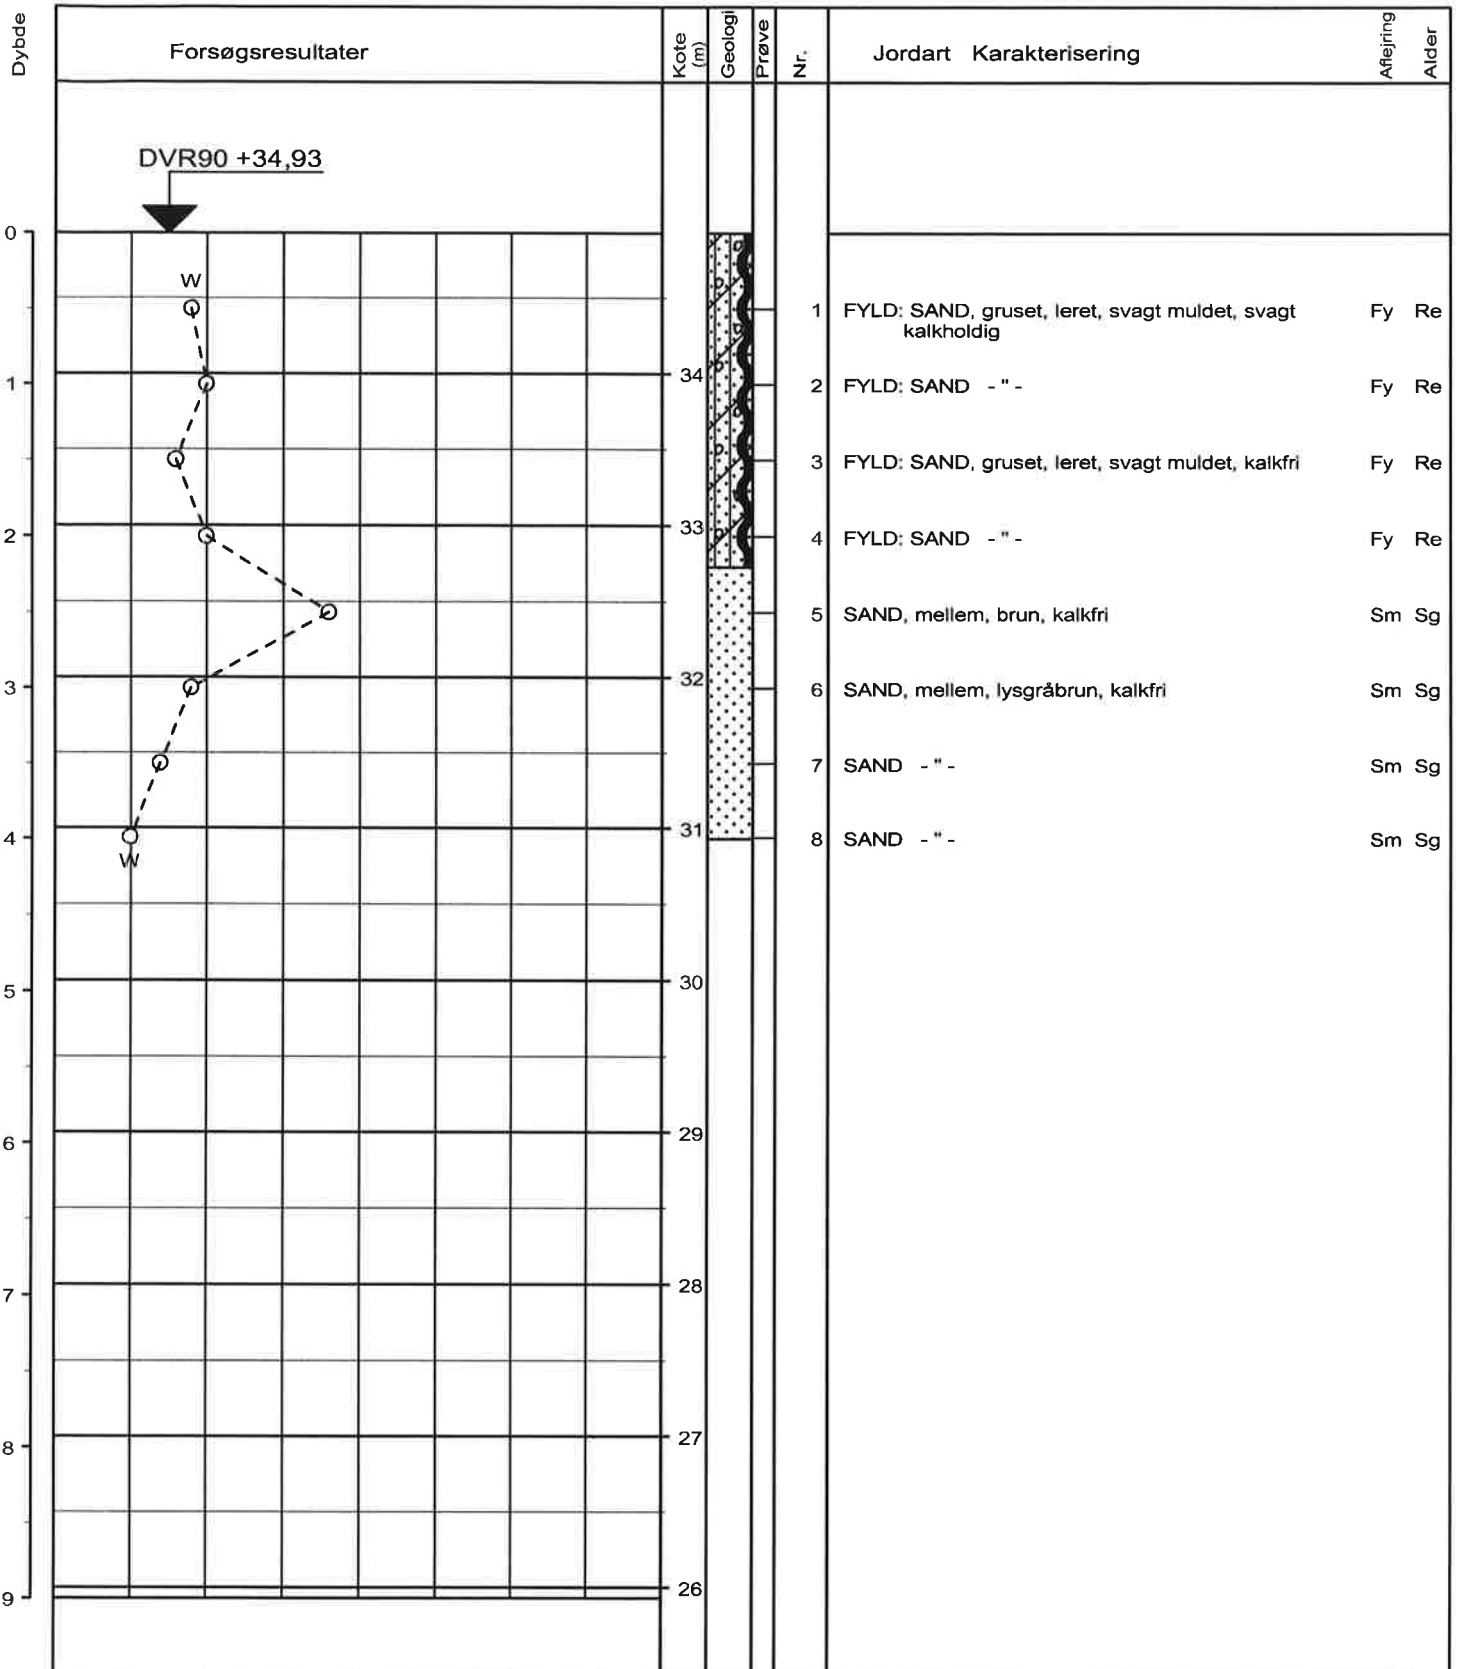 Dybde
Forsøgsresultater
Kote (m)
Geologi
Prøve
Nr.
Jordart Karakterisering
Aflejring
Alder
DVR90 +34,93
0
W
1 FYLD: SAND, gruset, leret, svagt muldet, svagt kalkholdig Fy Re
34
1
2 FYLD: SAND - " - Fy Re
3 FYLD: SAND, gruset, leret, svagt muldet, kalkfri Fy Re
33
2
4 FYLD: SAND - " - Fy Re
5 SAND, mellem, brun, kalkfri Sm Sg
32
3
6 SAND, mellem, lysgråbrun, kalkfri Sm Sg
7 SAND - " - Sm Sg
31
4
8 SAND - " - Sm Sg
W
30
5
29
6
28
7
27
8
26
9